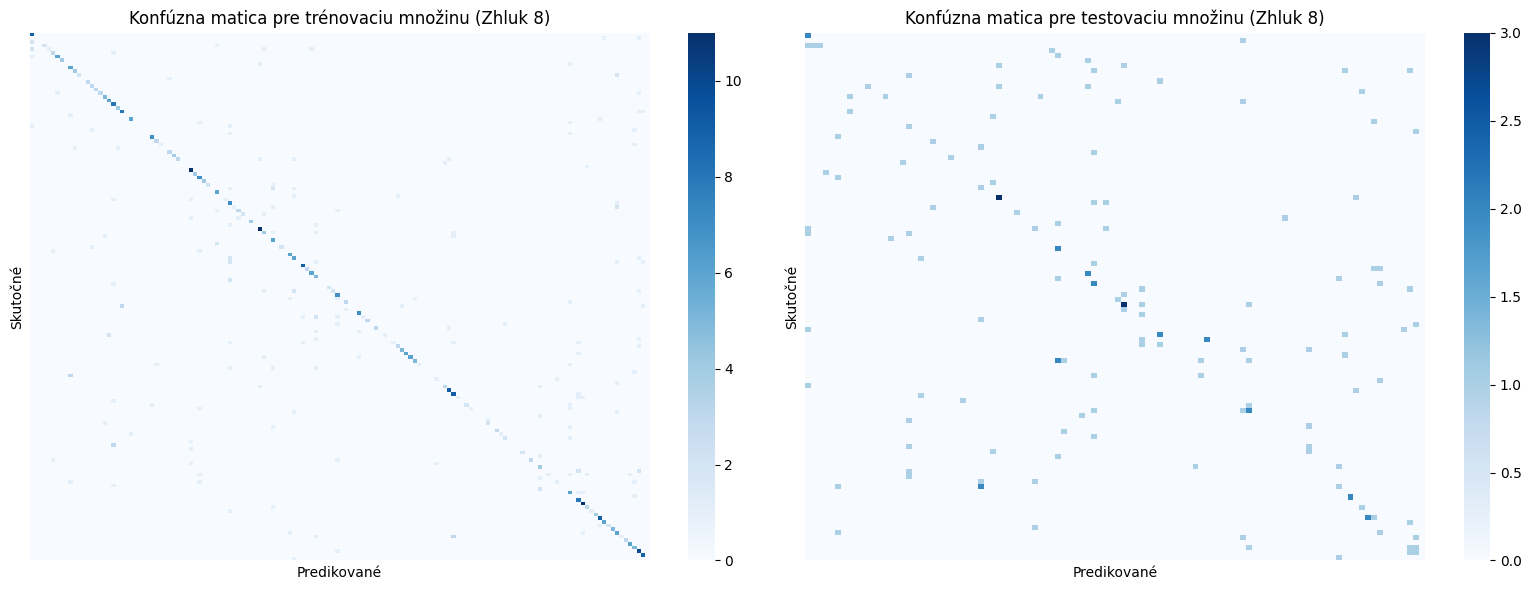 Konfúzna matica pre trénovaciu množinu (Zhluk 8)
Skutočné
Predikované
10
8
6
4
2
0
Konfúzna matica pre testovaciu množinu (Zhluk 8)
Skutočné
Predikované
3.0
2.5
2.0
1.5
1.0
0.5
0.0